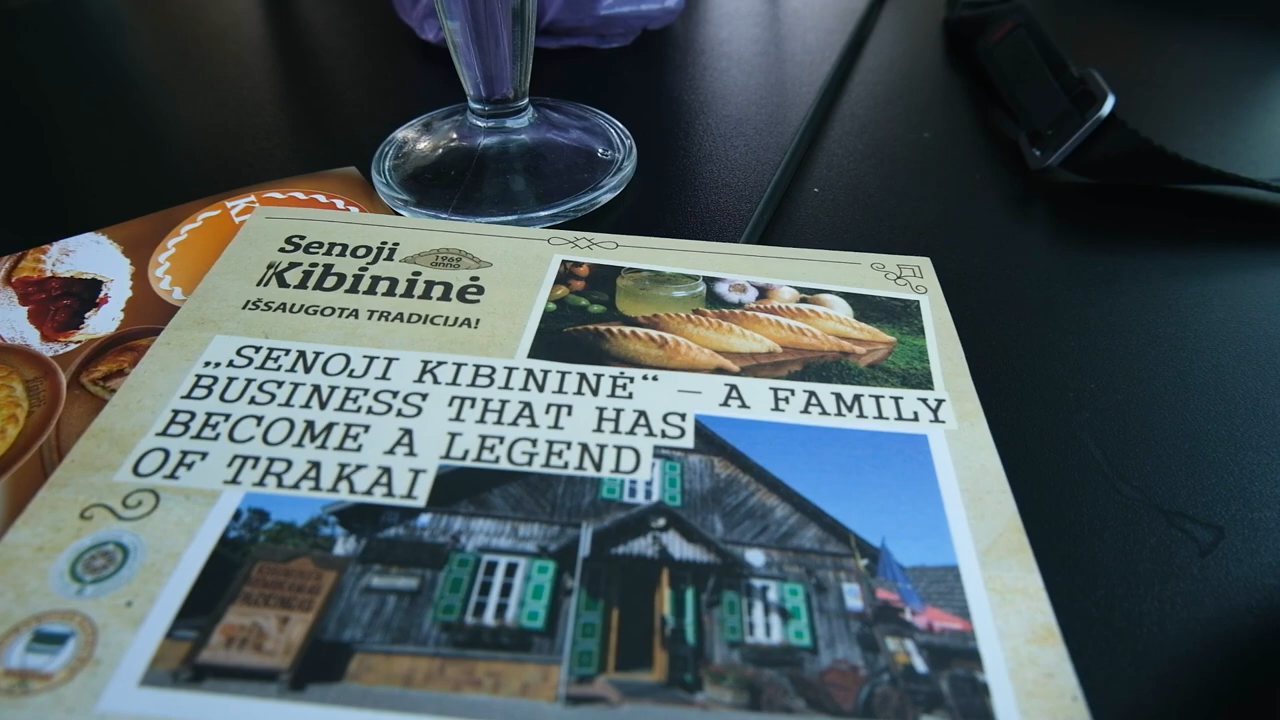 Senoji
1969
anno
Kibininė
IŠSAUGOTA TRADICIJA!
„SENOJI KIBININĖ“ – A FAMILY
BUSINESS THAT HAS
BECOME A LEGEND
OF TRAKAI